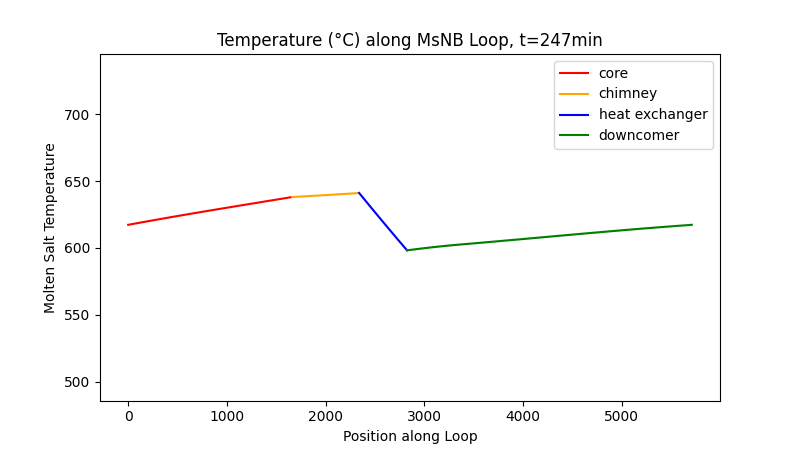 Temperature (°C) along MsNB Loop, t=247min
core
chimney
heat exchanger
downcomer
Molten Salt Temperature
700
650
600
550
500
0 1000 2000 3000 4000 5000
Position along Loop